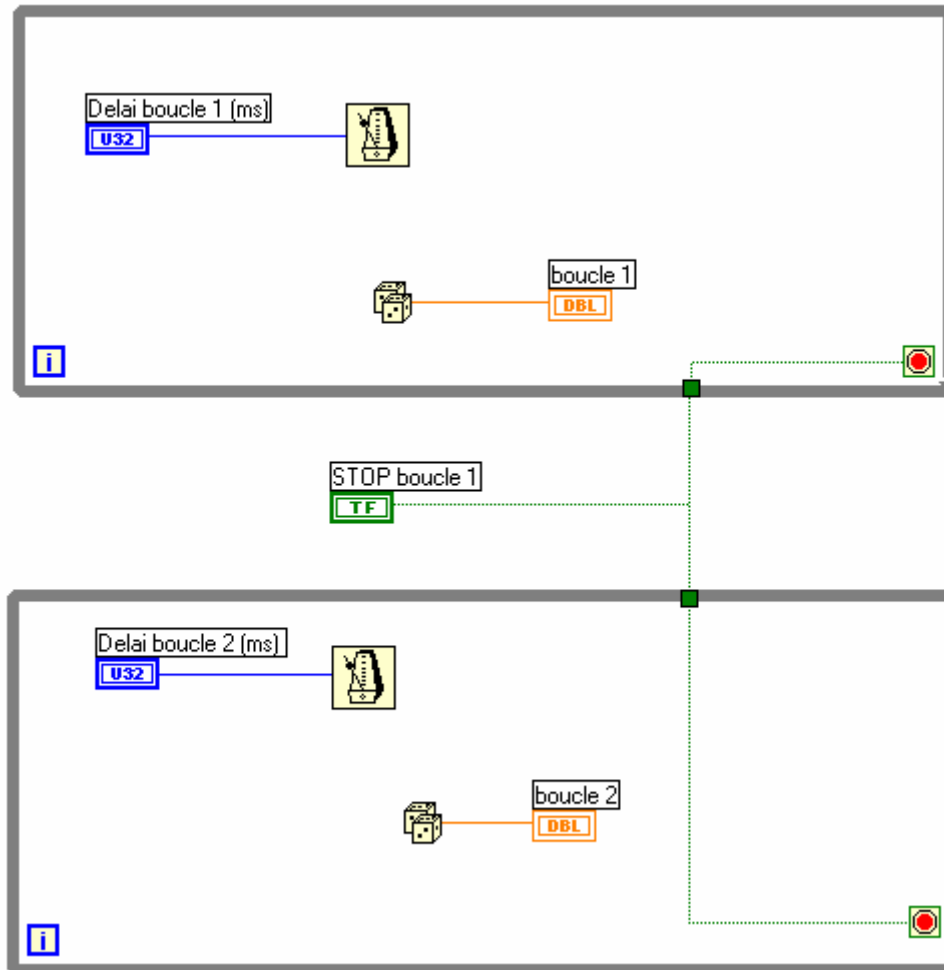 Delai boucle 1 (ms)
U32
boucle 1
DBL
i
STOP boucle 1
TF
Delai boucle 2 (ms)
U32
boucle 2
DBL
i